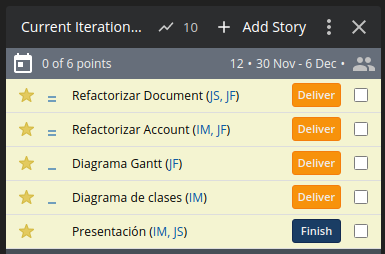 Current Iteration... 10 + Add Story
0 of 6 points 12 • 30 Nov - 6 Dec •
Refactorizar Document (JS, JF) Deliver
Refactorizar Account (IM, JF) Deliver
Diagrama Gantt (JF) Deliver
Diagrama de clases (IM) Deliver
Presentación (IM, JS) Finish